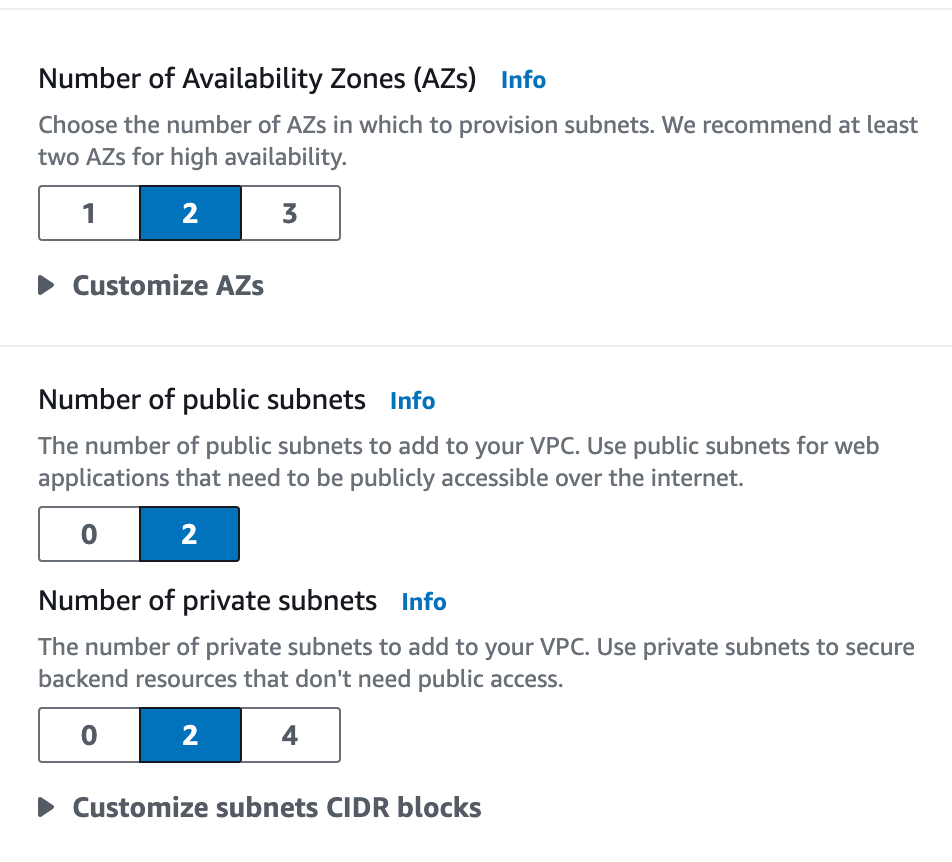 Number of Availability Zones (AZs) Info
Choose the number of AZs in which to provision subnets. We recommend at least
two AZs for high availability.
1 2 3
Customize AZs
Number of public subnets Info
The number of public subnets to add to your VPC. Use public subnets for web
applications that need to be publicly accessible over the internet.
0 2
Number of private subnets Info
The number of private subnets to add to your VPC. Use private subnets to secure
backend resources that don't need public access.
0 2 4
Customize subnets CIDR blocks